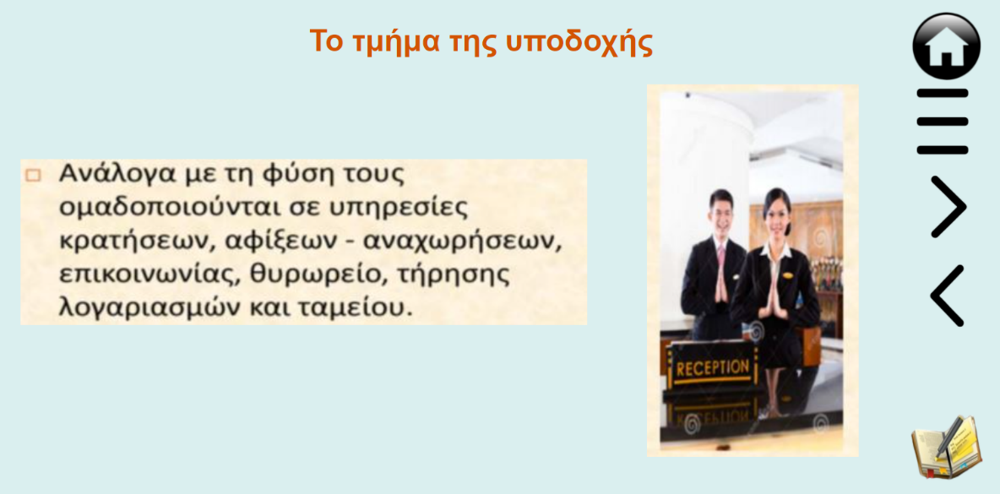 Το τμήμα της υποδοχής
Ανάλογα με τη φύση τους
ομαδοποιούνται σε υπηρεσίες
κρατήσεων, αφίξεων - αναχωρήσεων,
επικοινωνίας, θυρωρείο, τήρησης
λογαριασμών και ταμείου.
RECEPTION